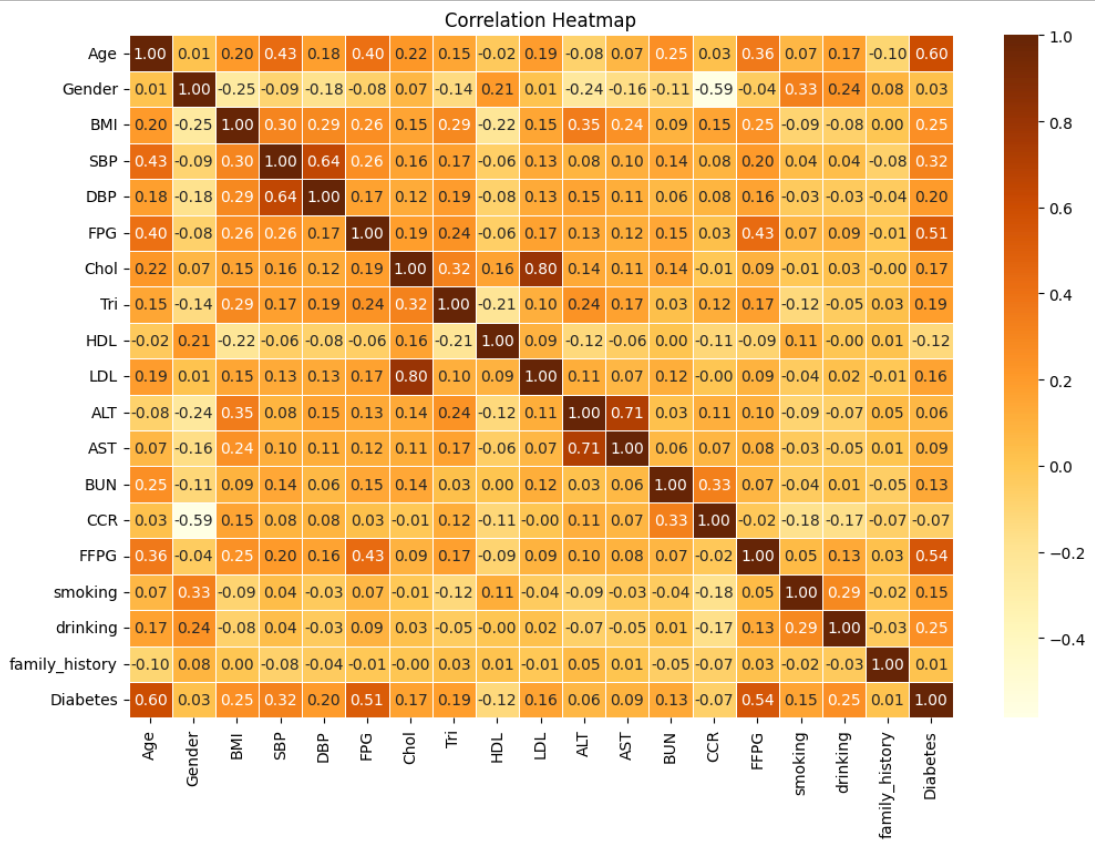 Correlation Heatmap
Age 1.00 0.01 0.20 0.43 0.18 0.40 0.22 0.15 -0.02 0.19 -0.08 0.07 0.25 0.03 0.36 0.07 0.17 -0.10 0.60
Gender 0.01 1.00 -0.25 -0.09 -0.18 -0.08 0.07 -0.14 0.21 0.01 -0.24 -0.16 -0.11 -0.59 -0.04 0.33 0.24 0.08 0.03
BMI 0.20 -0.25 1.00 0.30 0.29 0.26 0.15 0.29 -0.22 0.15 0.35 0.24 0.09 0.15 0.25 -0.09 -0.08 0.00 0.25
SBP 0.43 -0.09 0.30 1.00 0.64 0.26 0.16 0.17 -0.06 0.13 0.08 0.10 0.14 0.08 0.20 0.04 0.04 -0.08 0.32
DBP 0.18 -0.18 0.29 0.64 1.00 0.17 0.12 0.19 -0.08 0.13 0.15 0.11 0.06 0.08 0.16 -0.03 -0.03 -0.04 0.20
FPG 0.40 -0.08 0.26 0.26 0.17 1.00 0.19 0.24 -0.06 0.17 0.13 0.12 0.15 0.03 0.43 0.07 0.09 -0.01 0.51
Chol 0.22 0.07 0.15 0.16 0.12 0.19 1.00 0.32 0.16 0.80 0.14 0.11 0.14 -0.01 0.09 -0.01 0.03 -0.00 0.17
Tri 0.15 -0.14 0.29 0.17 0.19 0.24 0.32 1.00 -0.21 0.10 0.24 0.17 0.03 0.12 0.17 -0.12 -0.05 0.03 0.19
HDL -0.02 0.21 -0.22 -0.06 -0.08 -0.06 0.16 -0.21 1.00 0.09 -0.12 -0.06 0.00 -0.11 -0.09 0.11 -0.00 0.01 -0.12
LDL 0.19 0.01 0.15 0.13 0.13 0.17 0.80 0.10 0.09 1.00 0.11 0.07 0.12 -0.00 0.09 -0.04 0.02 -0.01 0.16
ALT -0.08 -0.24 0.35 0.08 0.15 0.13 0.14 0.24 -0.12 0.11 1.00 0.71 0.03 0.11 0.10 -0.09 -0.07 0.05 0.06
AST 0.07 -0.16 0.24 0.10 0.11 0.12 0.11 0.17 -0.06 0.07 0.71 1.00 0.06 0.07 0.08 -0.03 -0.05 0.01 0.09
BUN 0.25 -0.11 0.09 0.14 0.06 0.15 0.14 0.03 0.00 0.12 0.03 0.06 1.00 0.33 0.07 -0.04 0.01 -0.05 0.13
CCR 0.03 -0.59 0.15 0.08 0.08 0.03 -0.01 0.12 -0.11 -0.00 0.11 0.07 0.33 1.00 -0.02 -0.18 -0.17 -0.07 -0.07
FFPG 0.36 -0.04 0.25 0.20 0.16 0.43 0.09 0.17 -0.09 0.09 0.10 0.08 0.07 -0.02 1.00 0.05 0.13 0.03 0.54
smoking 0.07 0.33 -0.09 0.04 -0.03 0.07 -0.01 -0.12 0.11 -0.04 -0.09 -0.03 -0.04 -0.18 0.05 1.00 0.29 -0.02 0.15
drinking 0.17 0.24 -0.08 0.04 -0.03 0.09 0.03 -0.05 -0.00 0.02 -0.07 -0.05 0.01 -0.17 0.13 0.29 1.00 -0.03 0.25
family_history -0.10 0.08 0.00 -0.08 -0.04 -0.01 -0.00 0.03 0.01 -0.01 0.05 0.01 -0.05 -0.07 0.03 -0.02 -0.03 1.00 0.01
Diabetes 0.60 0.03 0.25 0.32 0.20 0.51 0.17 0.19 -0.12 0.16 0.06 0.09 0.13 -0.07 0.54 0.15 0.25 0.01 1.00
Age Gender BMI SBP DBP FPG Chol Tri HDL LDL ALT AST BUN CCR FFPG smoking drinking family_history Diabetes
1.0
0.8
0.6
0.4
0.2
0.0
−0.2
−0.4